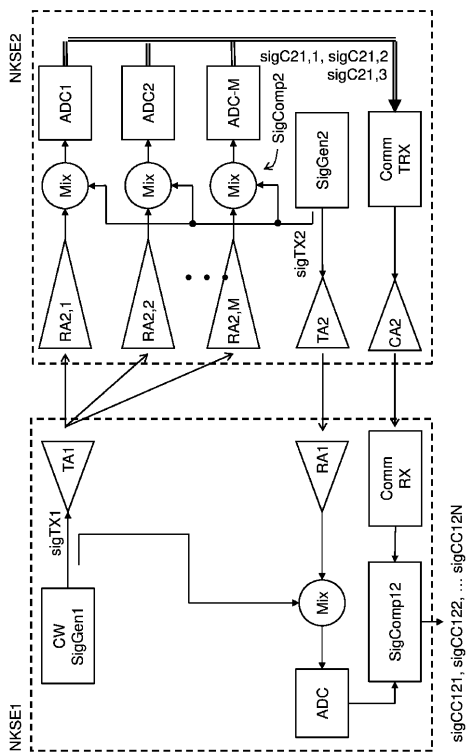 NKSE2
ADC1
ADC2
ADC-M
sigC21,1, sigC21,2
sigC21,3
SigComp2
Mix
Mix
Mix
SigGen2
Comm
TRX
sigTX2
RA2,1
RA2,2
RA2,M
TA2
CA2
NKSE1
TA1
sigTX1
CW
SigGen1
RA1
Comm
RX
Mix
ADC
SigComp12
sigCC121, sigCC122, ... sigCC12N